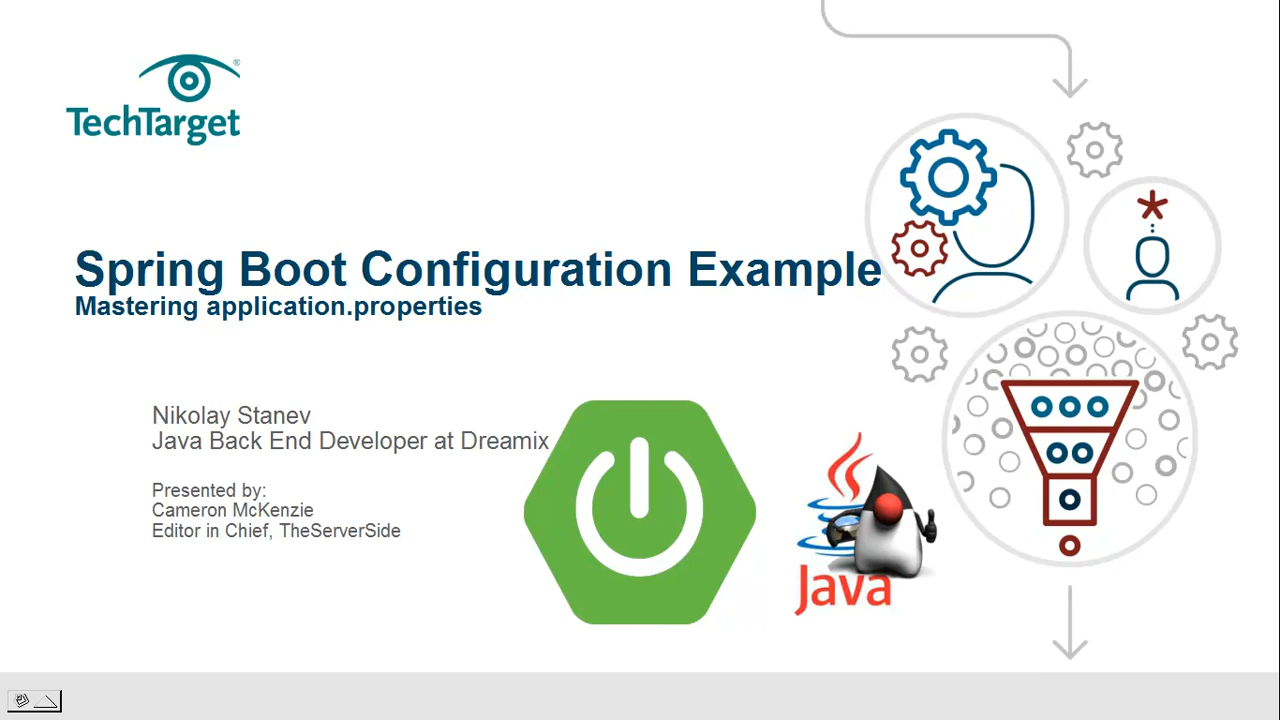 TechTarget®
Spring Boot Configuration Example
Mastering application.properties
Nikolay Stanev
Java Back End Developer at Dreamix
Presented by:
Cameron McKenzie
Editor in Chief, TheServerSide
Java